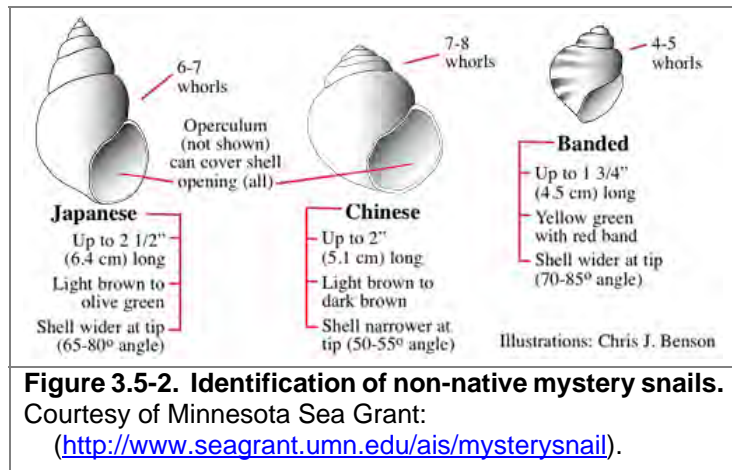 6-7
whorls
7-8
whorls
4-5
whorls
Operculum
(not shown)
can cover shell
opening (all)
Japanese
Up to 2 1/2"
(6.4 cm) long
Light brown to
olive green
Shell wider at tip
(65-80º angle)
Chinese
Up to 2"
(5.1 cm) long
Light brown to
dark brown
Shell narrower at
tip (50-55º angle)
Banded
Up to 1 3/4"
(4.5 cm) long
Yellow green
with red band
Shell wider at tip
(70-85º angle)
Illustrations: Chris J. Benson
Figure 3.5-2. Identification of non-native mystery snails.
Courtesy of Minnesota Sea Grant:
(http://www.seagrant.umn.edu/ais/mysterysnail).